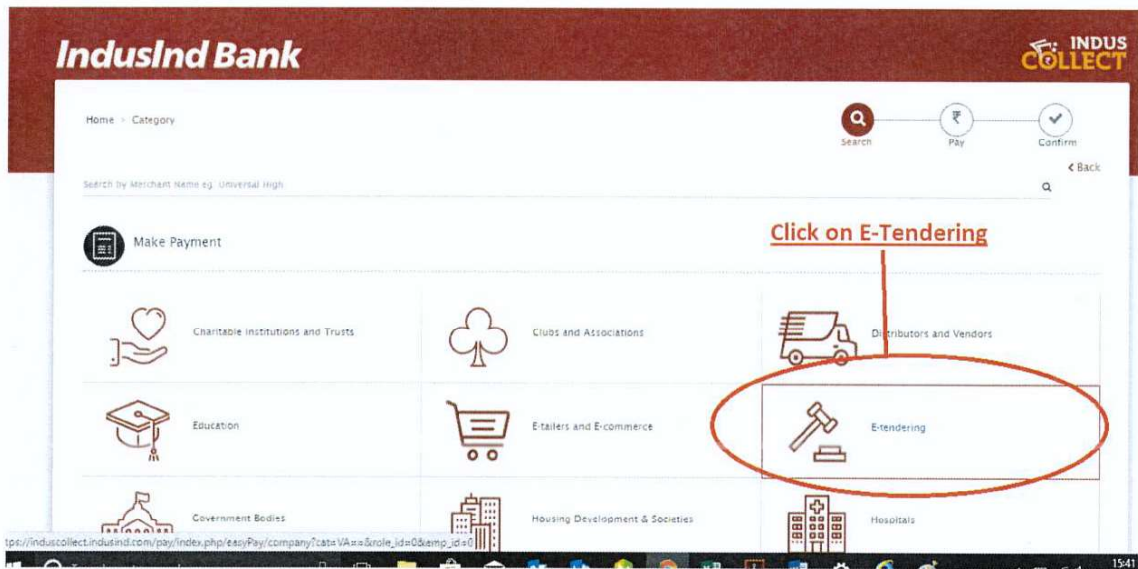 IndusInd Bank
INDUS
COLLECT
Home > Category
Search
Pay
Confirm
< Back
Search by Merchant Name eg. Universal High
Make Payment
Click on E-Tendering
Charitable Institutions and Trusts
Clubs and Associations
Distributors and Vendors
Education
E-tailers and E-commerce
E-tendering
Government Bodies
Housing Development & Societies
Hospitals
tps://induscollect.indusind.com/pay/index.php/easyPay/company?cat=VA==&role_id=0&emp_id=0
15:41